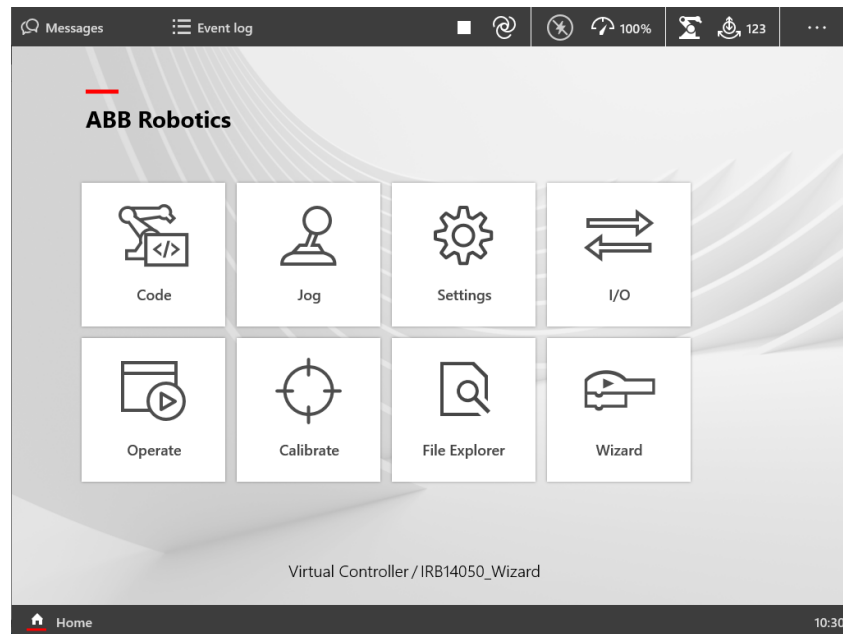 Messages Event log 100% 123 ...
ABB Robotics
</>
Code Jog Settings I/O
Operate Calibrate File Explorer Wizard
Virtual Controller / IRB14050_Wizard
Home 10:30